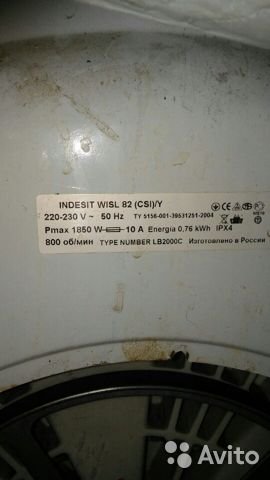 INDESIT WISL 82 (CSI)/Y
220-230 V ~ 50 Hz ТУ 5156-001-39531251-2004
Pmax 1850 W 10 A Energia 0,76 kWh IPX4
800 об/мин TYPE NUMBER LB2000C Изготовлено в России
Avito